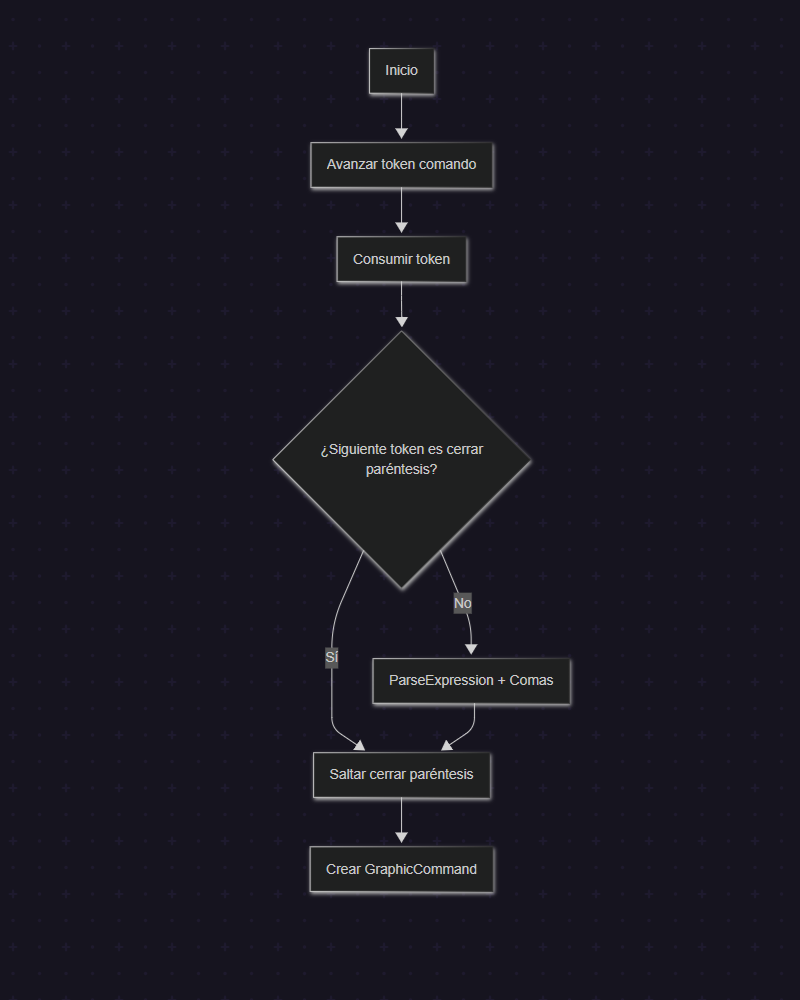 Inicio
Avanzar token comando
Consumir token
¿Siguiente token es cerrar
paréntesis?
No
Sí
ParseExpression + Comas
Saltar cerrar paréntesis
Crear GraphicCommand